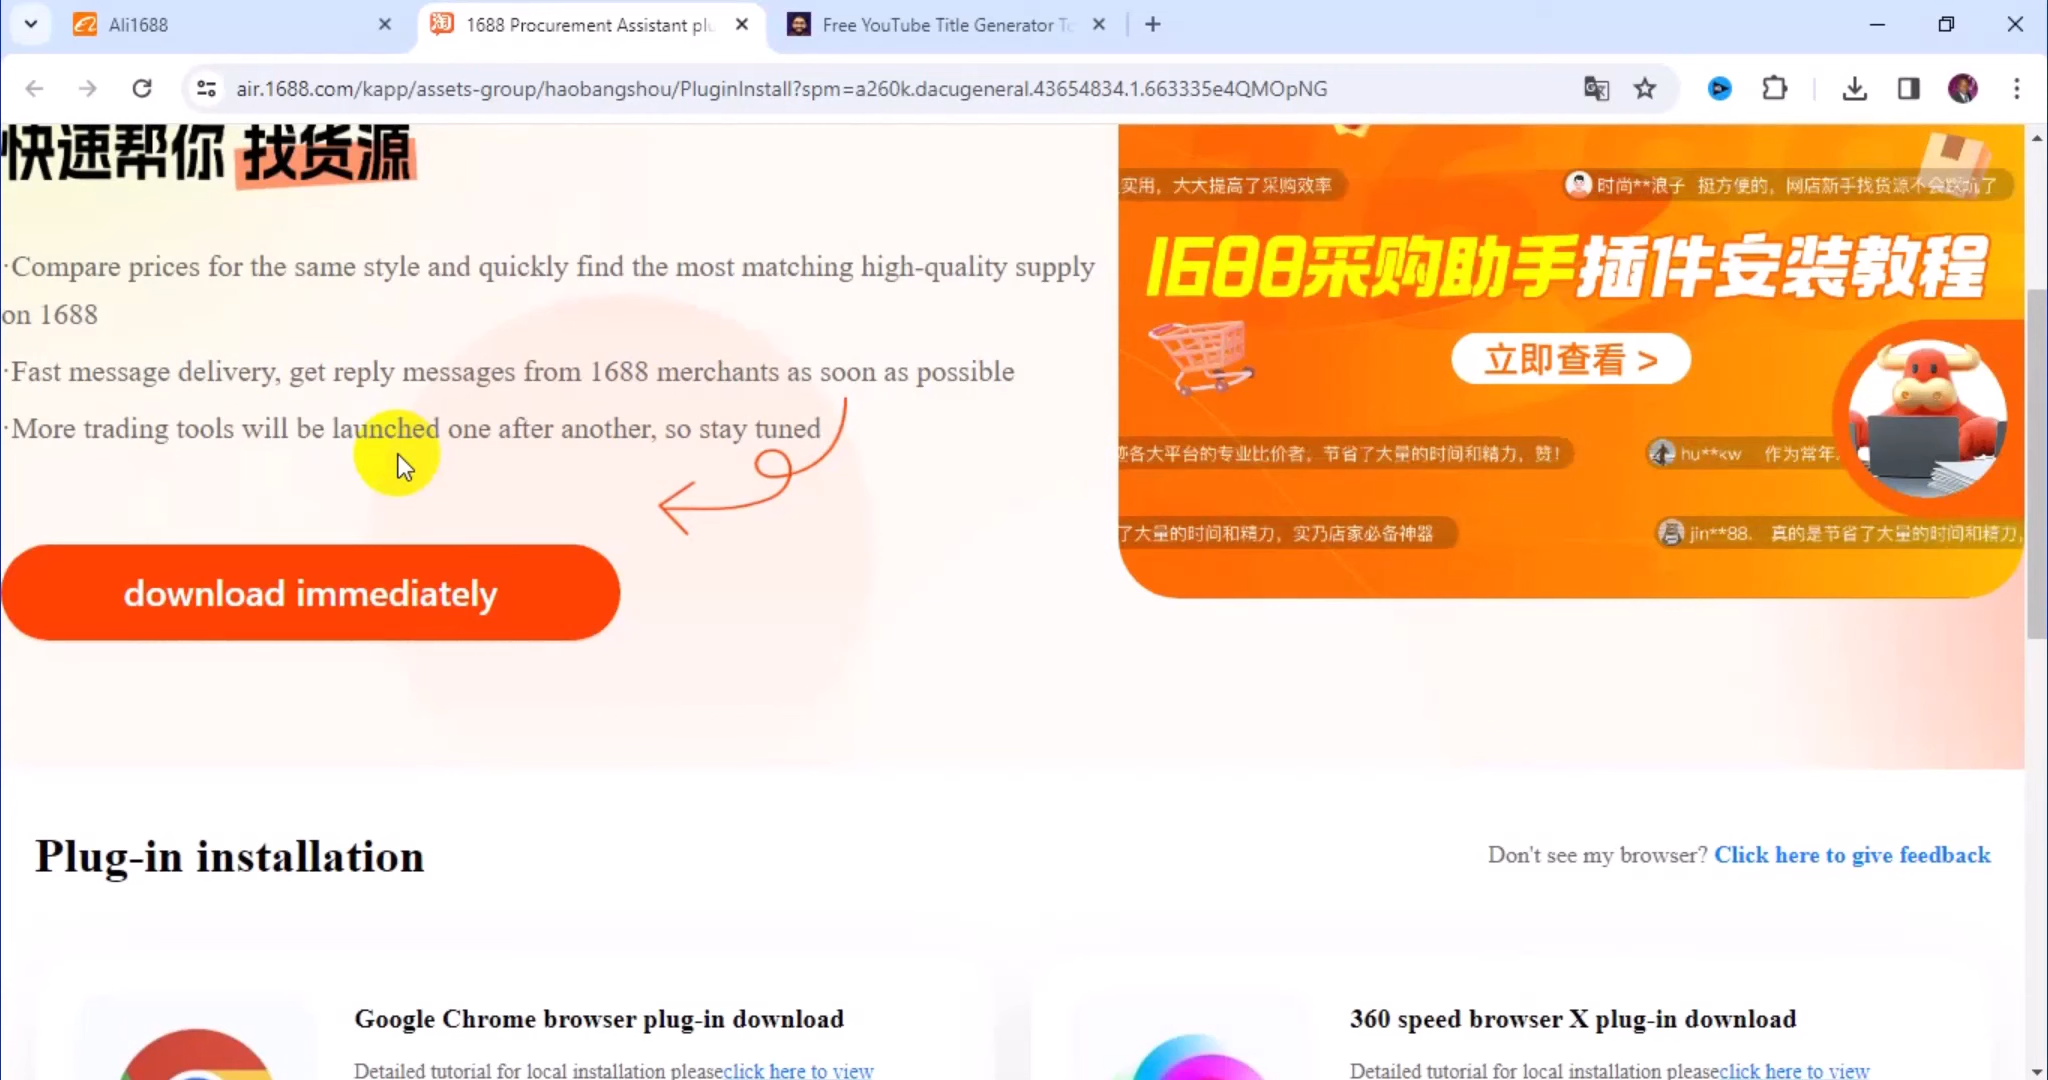 Ali1688
1688 Procurement Assistant plu
Free YouTube Title Generator To
air.1688.com/kapp/assets-group/haobangshou/PluginInstall?spm=a260k.dacugeneral.43654834.1.663335e4QMOpNG
快速帮你 找货源
·Compare prices for the same style and quickly find the most matching high-quality supply
on 1688
·Fast message delivery, get reply messages from 1688 merchants as soon as possible
·More trading tools will be launched one after another, so stay tuned
download immediately
实用，大大提高了采购效率
时尚**浪子 挺方便的，网店新手找货源不会跌坑了
1688采购助手插件安装教程
立即查看 >
各大平台的专业比价者，节省了大量的时间和精力，赞！
hu**kw 作为常年
了大量的时间和精力，实乃店家必备神器
jin**88. 真的是节省了大量的时间和精力，
Plug-in installation
Don't see my browser? Click here to give feedback
Google Chrome browser plug-in download
Detailed tutorial for local installation pleaseclick here to view
360 speed browser X plug-in download
Detailed tutorial for local installation pleaseclick here to view